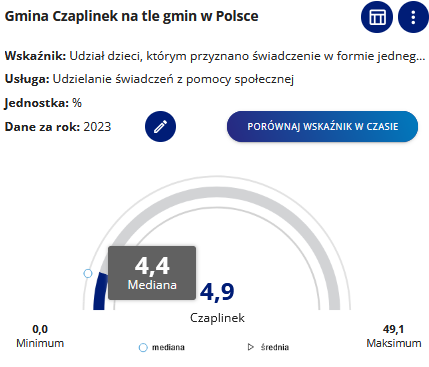 Gmina Czaplinek na tle gmin w Polsce
Wskaźnik: Udział dzieci, którym przyznano świadczenie w formie jedneg...
Usługa: Udzielanie świadczeń z pomocy społecznej
Jednostka: %
Dane za rok: 2023
PORÓWNAJ WSKAŹNIK W CZASIE
4,4
Mediana
4,9
Czaplinek
0,0
Minimum
49,1
Maksimum
mediana
średnia